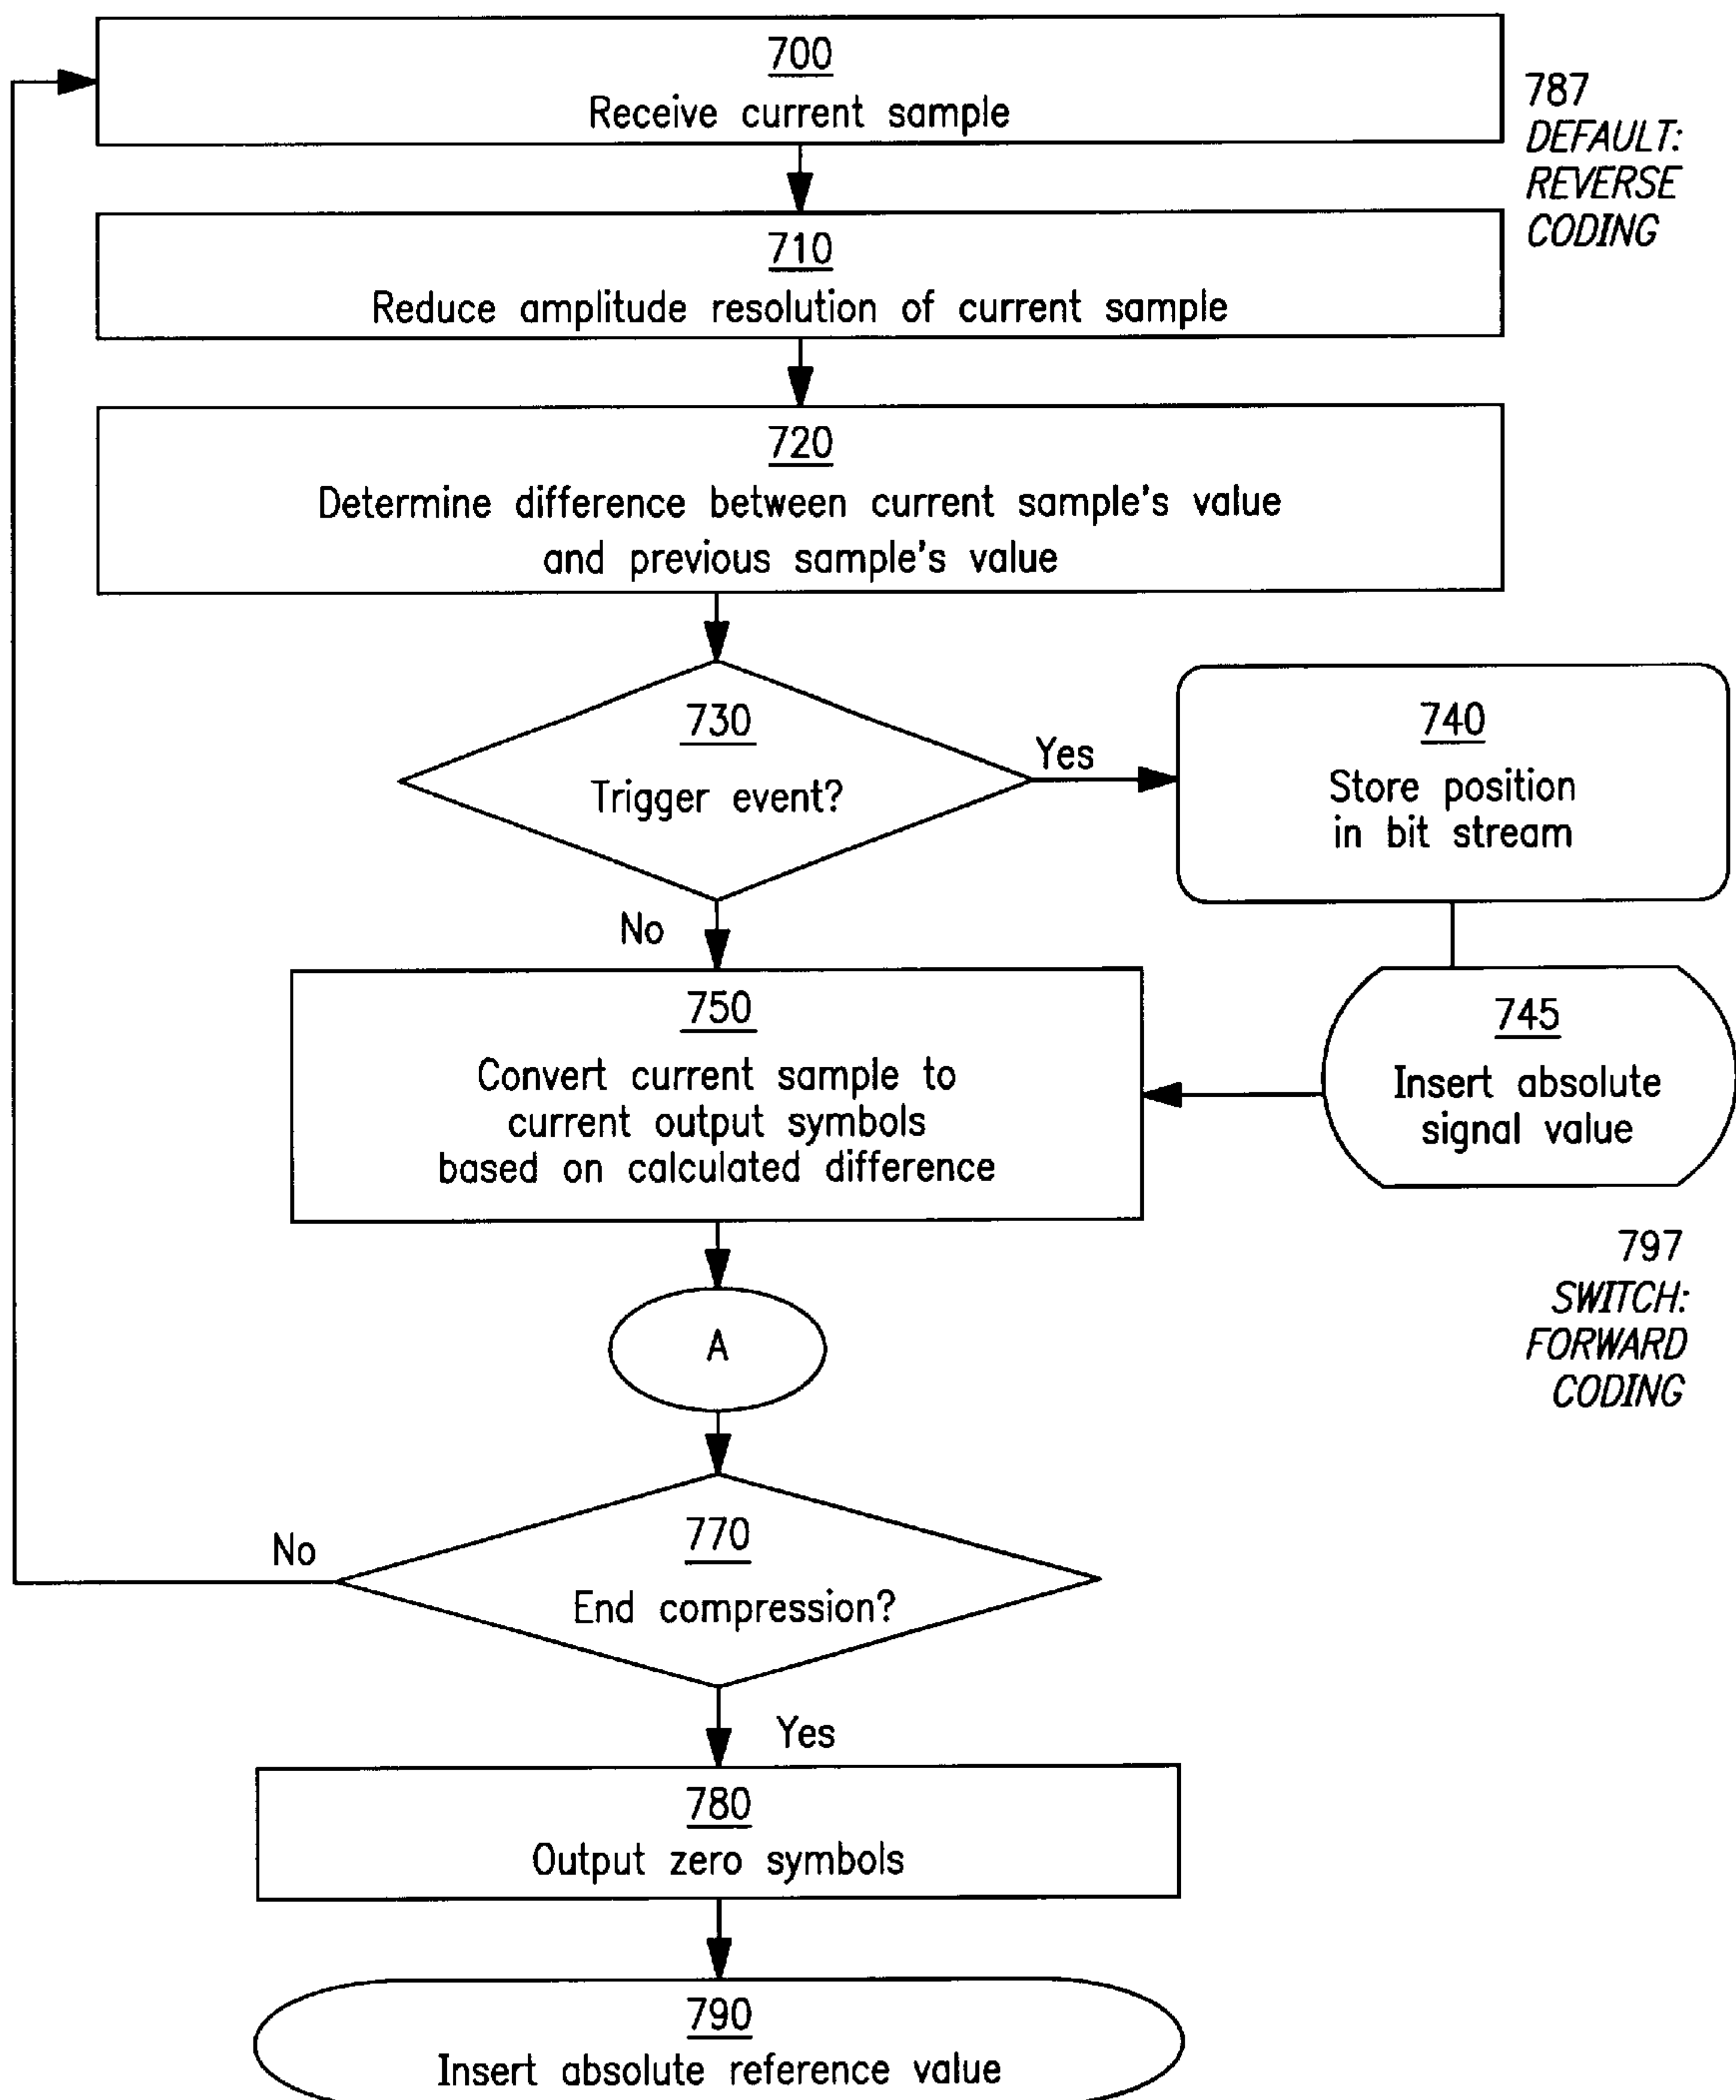 700
Receive current sample
787
DEFAULT:
REVERSE
CODING
710
Reduce amplitude resolution of current sample
720
Determine difference between current sample's value
and previous sample's value
730
Trigger event?
Yes
740
Store position
in bit stream
No
750
Convert current sample to
current output symbols
based on calculated difference
745
Insert absolute
signal value
797
SWITCH:
FORWARD
CODING
A
770
End compression?
No
Yes
780
Output zero symbols
790
Insert absolute reference value